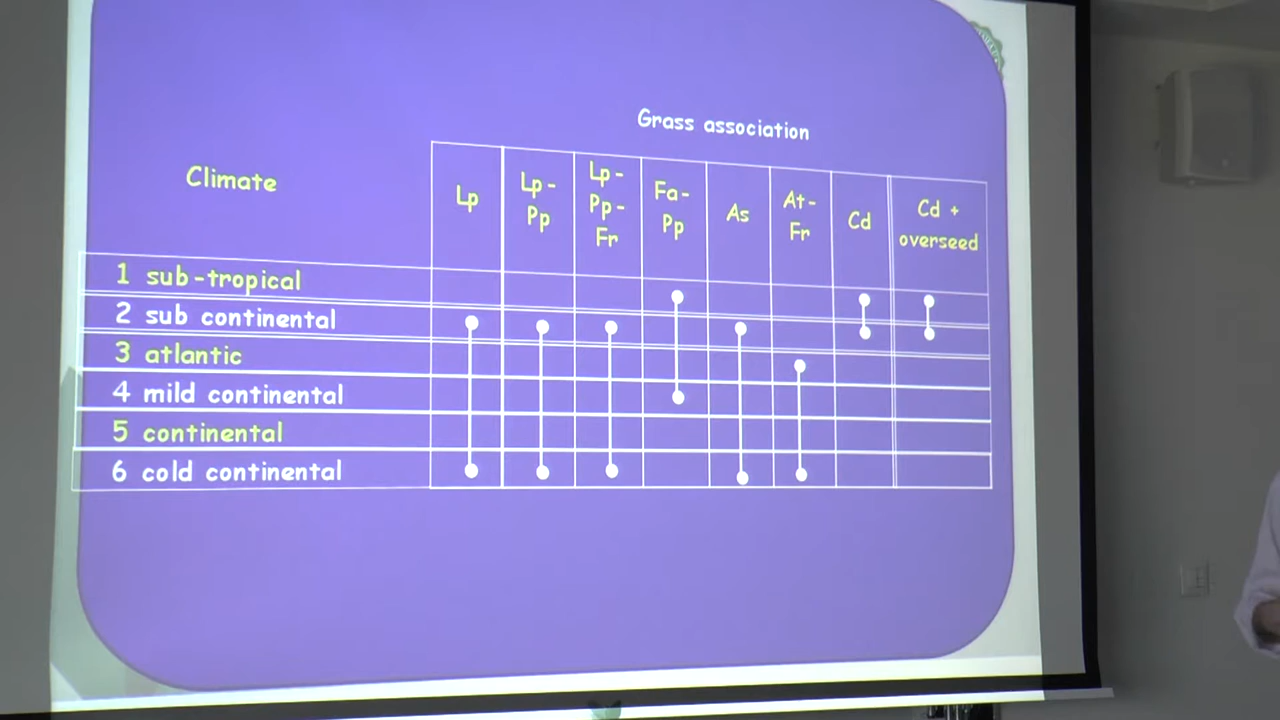 Grass association
Climate
Lp
Lp-
Pp
Lp-
Pp-
Fr
Fa-
Pp
As
At-
Fr
Cd
Cd +
overseed
1 sub-tropical
2 sub continental
3 atlantic
4 mild continental
5 continental
6 cold continental